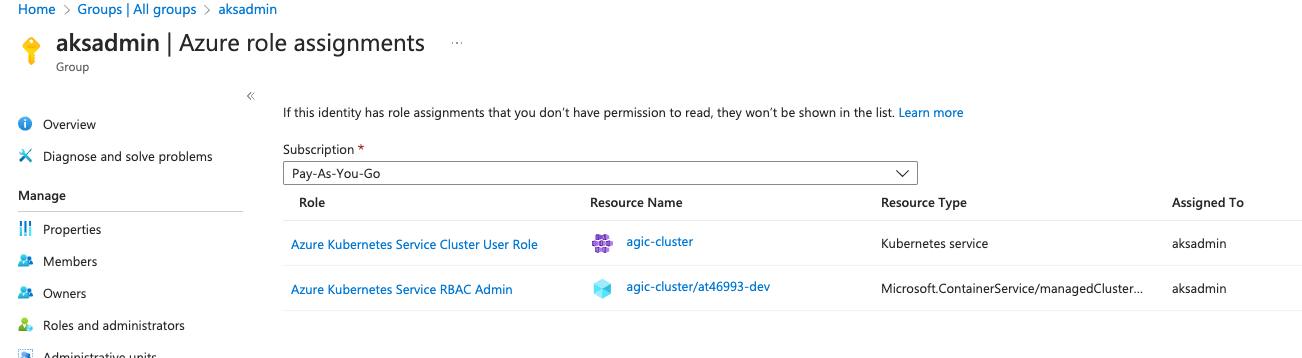 Home > Groups | All groups > aksadmin
aksadmin | Azure role assignments ...
Group
«
If this identity has role assignments that you don't have permission to read, they won't be shown in the list. Learn more
Overview
Diagnose and solve problems
Manage
Properties
Members
Owners
Roles and administrators
Administrative units
Subscription *
Pay-As-You-Go
Role Resource Name Resource Type Assigned To
Azure Kubernetes Service Cluster User Role agic-cluster Kubernetes service aksadmin
Azure Kubernetes Service RBAC Admin agic-cluster/at46993-dev Microsoft.ContainerService/managedCluster... aksadmin